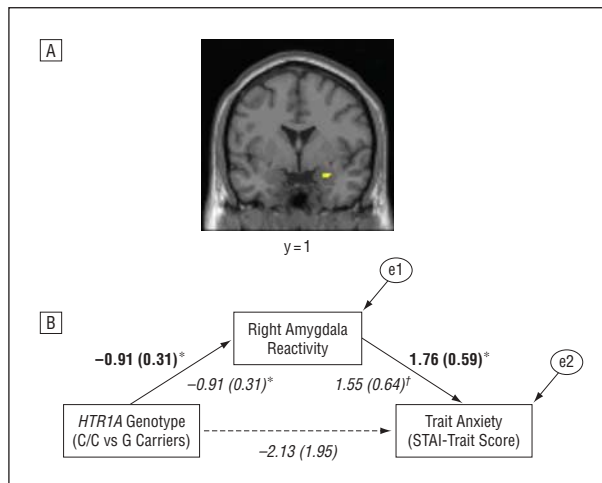 A
y = 1
e1
B
Right Amygdala
Reactivity
–0.91 (0.31)*
1.76 (0.59)*
e2
–0.91 (0.31)*
1.55 (0.64)†
HTR1A Genotype
(C/C vs G Carriers)
Trait Anxiety
(STAI-Trait Score)
–2.13 (1.95)